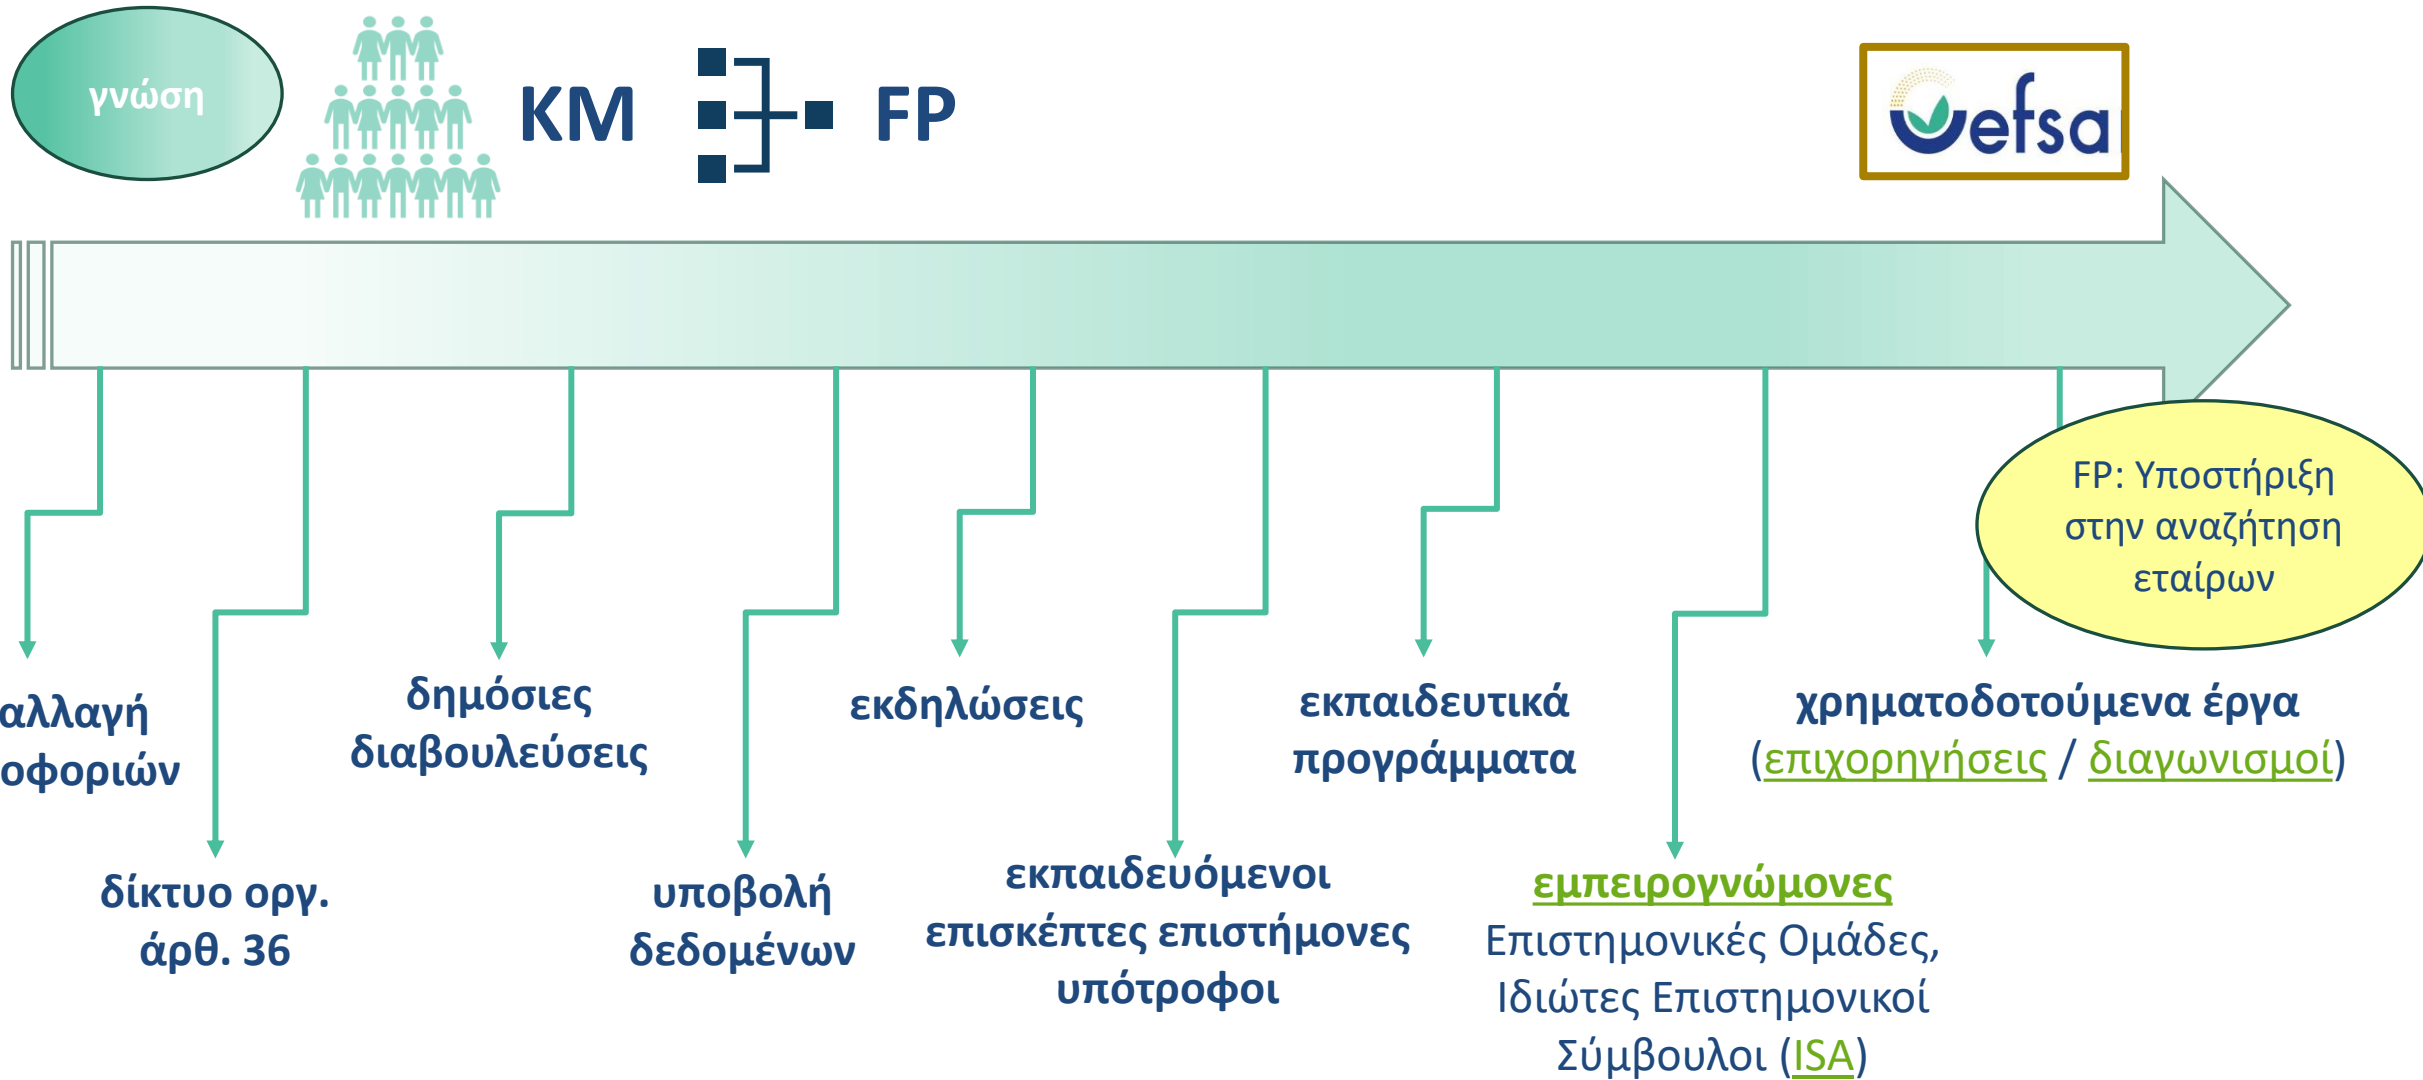 γνώση
ΚΜ
FP
efsa
FP: Υποστήριξη
στην αναζήτηση
εταίρων
αλλαγή
οφοριών
δίκτυο οργ.
άρθ. 36
δημόσιες
διαβουλεύσεις
υποβολή
δεδομένων
εκδηλώσεις
εκπαιδευόμενοι
επισκέπτες επιστήμονες
υπότροφοι
εκπαιδευτικά
προγράμματα
εμπειρογνώμονες
Επιστημονικές Ομάδες,
Ιδιώτες Επιστημονικοί
Σύμβουλοι (ISA)
χρηματοδοτούμενα έργα
(επιχορηγήσεις / διαγωνισμοί)